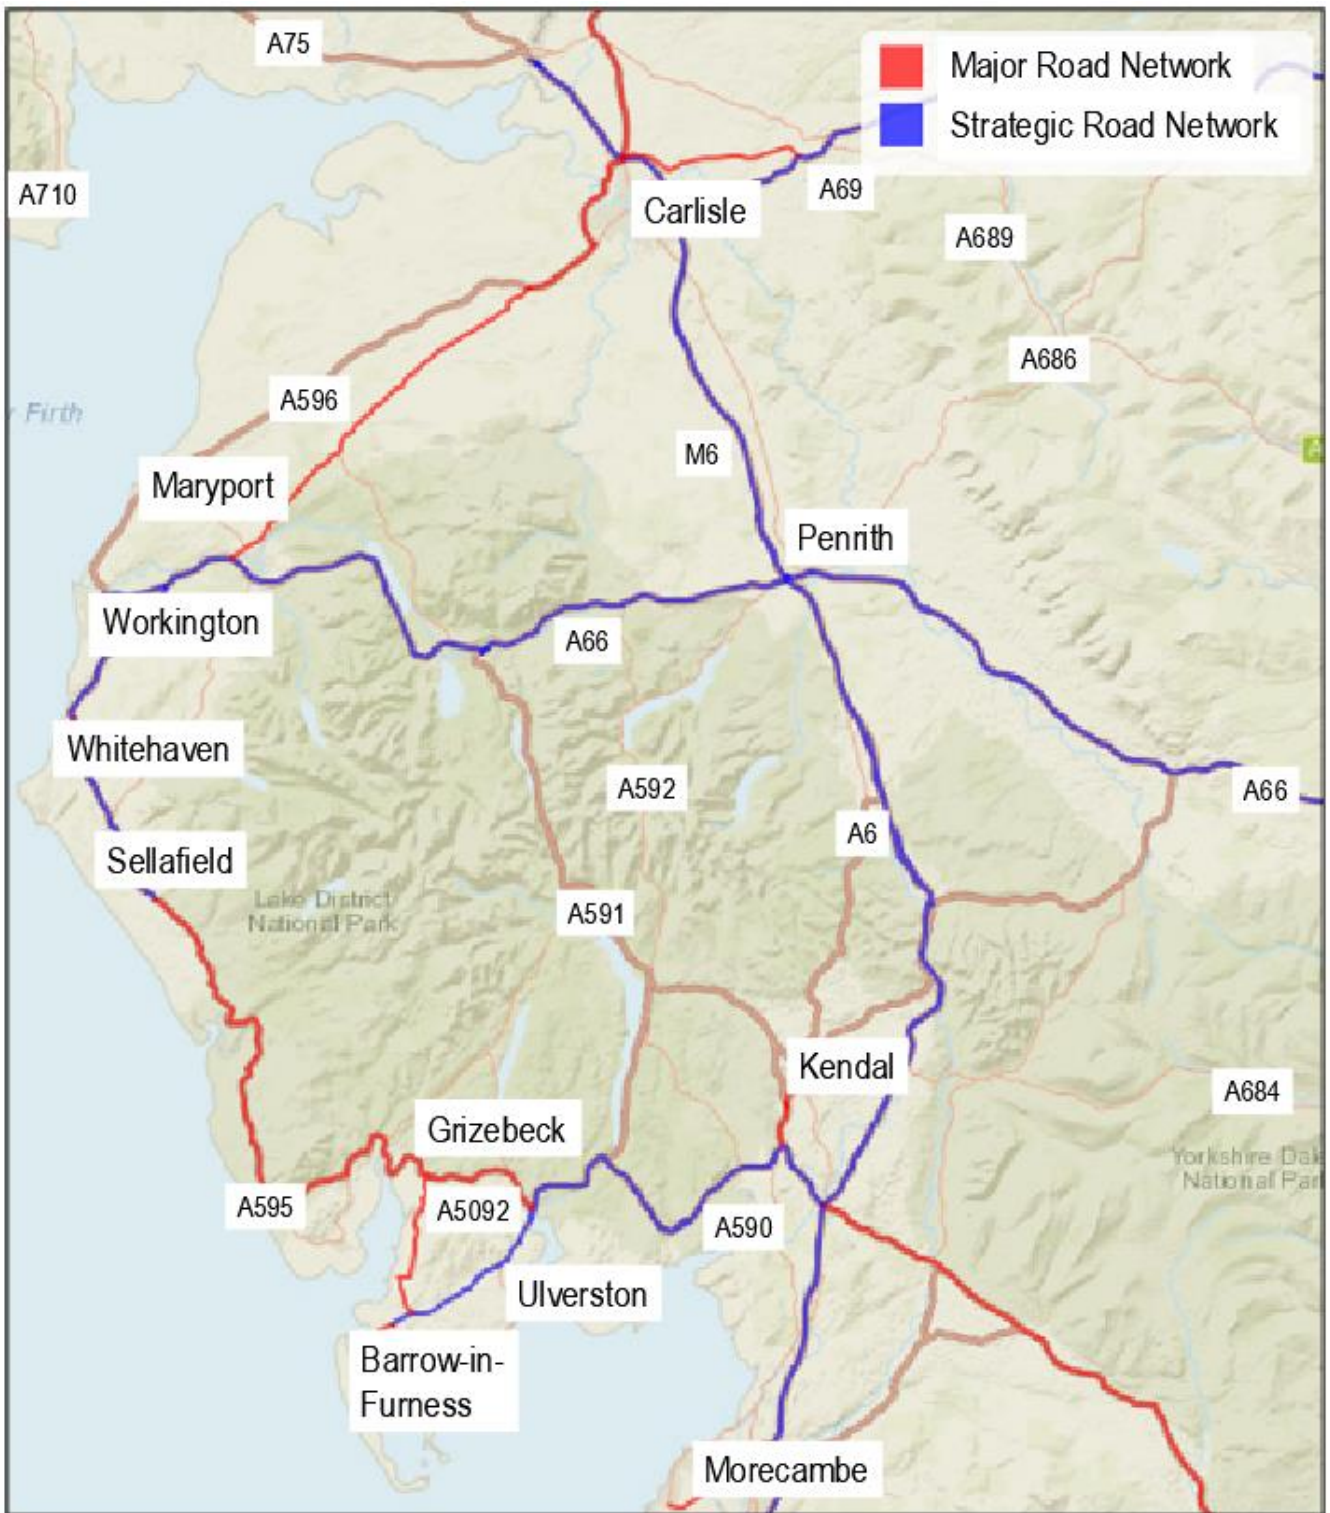 A75
Major Road Network
Strategic Road Network
A710
A69
Carlisle
A689
A686
A596
r Firth
M6
Maryport
Penrith
Workington
A66
Whitehaven
A592
A66
A6
Sellafield
Lake District
National Park
A591
Kendal
A684
Grizebeck
Yorkshire Dale
National Park
A595
A5092
A590
Ulverston
Barrow-in-
Furness
Morecambe